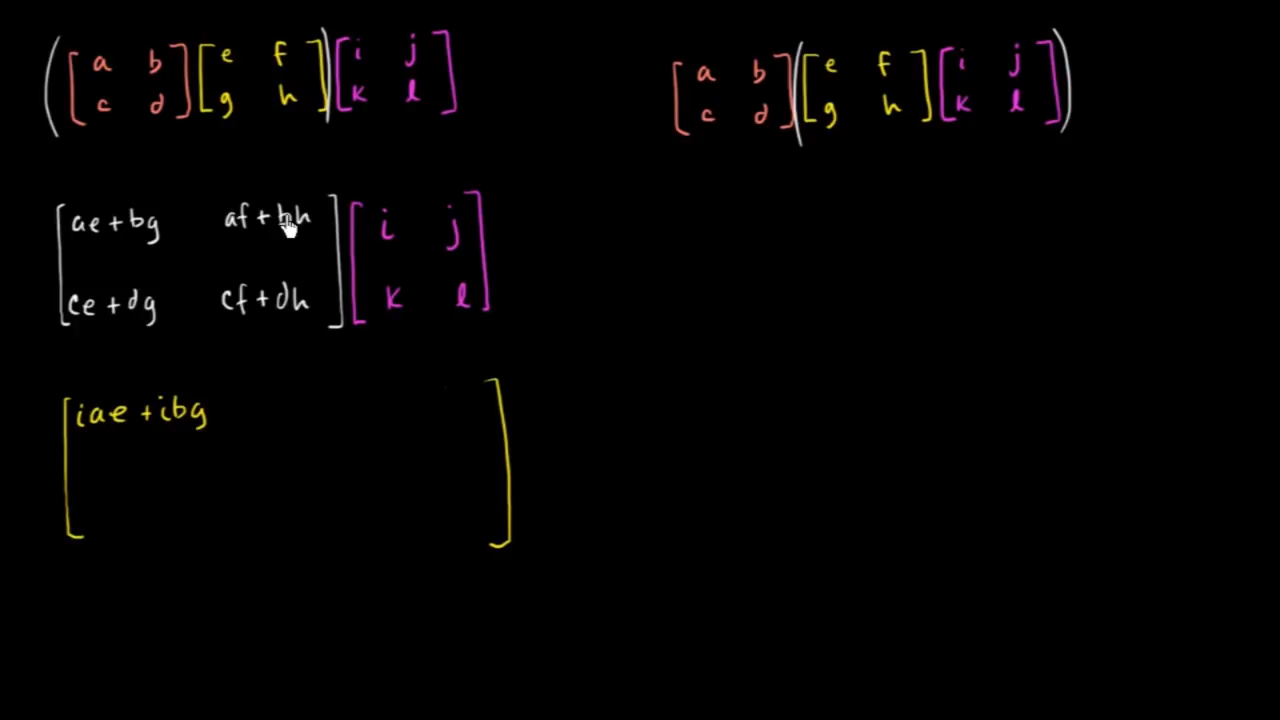 ([a b] [e f]) [i j]
([c d] [g h]) [k l]
[a b] ([e f] [i j])
[c d] ([g h] [k l])
[ae + bg af + bh] [i j]
[ce + dg cf + dh] [k l]
[iae + ibg ]